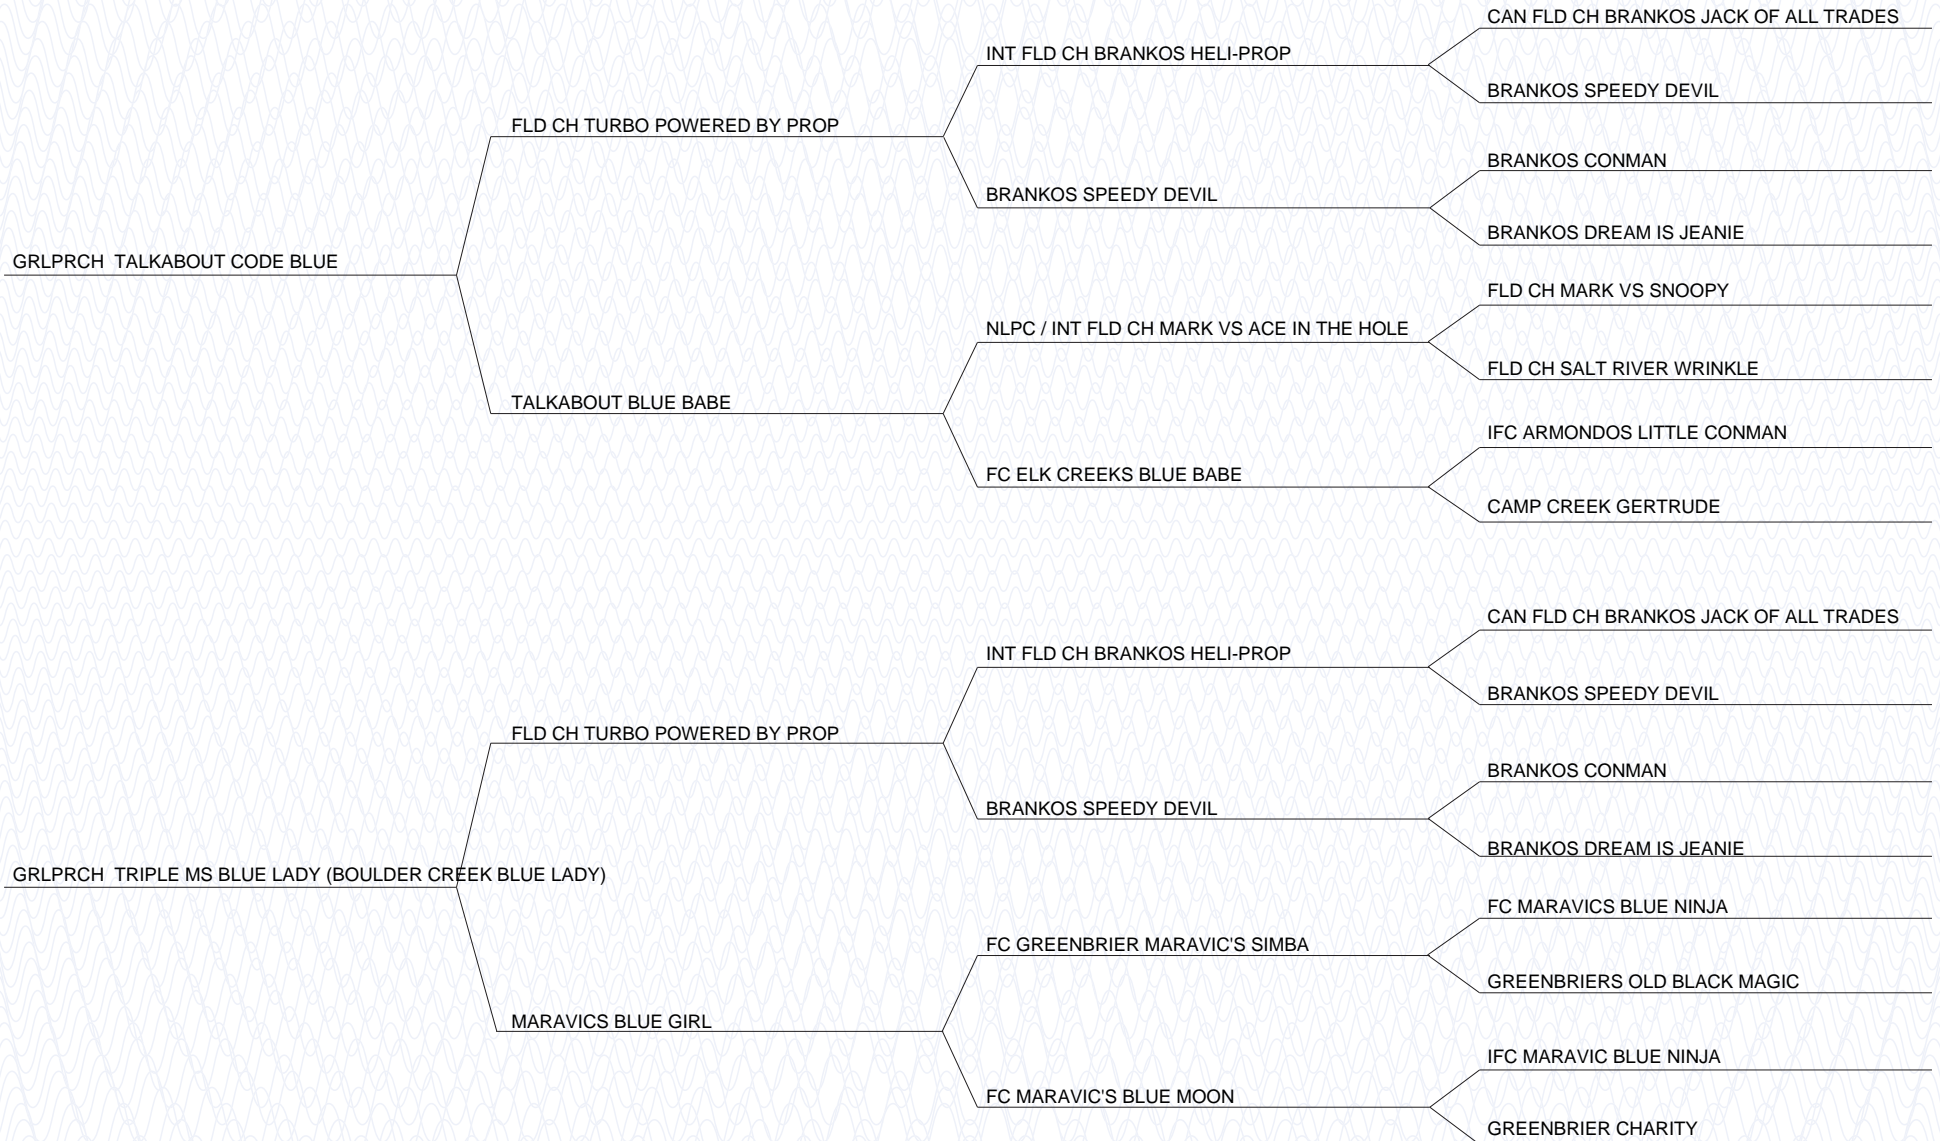 CAN FLD CH BRANKOS JACK OF ALL TRADES
INT FLD CH BRANKOS HELI-PROP
BRANKOS SPEEDY DEVIL
FLD CH TURBO POWERED BY PROP
BRANKOS CONMAN
BRANKOS SPEEDY DEVIL
BRANKOS DREAM IS JEANIE
GRLPRCH  TALKABOUT CODE BLUE
FLD CH MARK VS SNOOPY
NLPC / INT FLD CH MARK VS ACE IN THE HOLE
FLD CH SALT RIVER WRINKLE
TALKABOUT BLUE BABE
IFC ARMONDOS LITTLE CONMAN
FC ELK CREEKS BLUE BABE
CAMP CREEK GERTRUDE
CAN FLD CH BRANKOS JACK OF ALL TRADES
INT FLD CH BRANKOS HELI-PROP
BRANKOS SPEEDY DEVIL
FLD CH TURBO POWERED BY PROP
BRANKOS CONMAN
BRANKOS SPEEDY DEVIL
BRANKOS DREAM IS JEANIE
GRLPRCH  TRIPLE MS BLUE LADY (BOULDER CREEK BLUE LADY)
FC MARAVICS BLUE NINJA
FC GREENBRIER MARAVIC'S SIMBA
GREENBRIERS OLD BLACK MAGIC
MARAVICS BLUE GIRL
IFC MARAVIC BLUE NINJA
FC MARAVIC'S BLUE MOON
GREENBRIER CHARITY